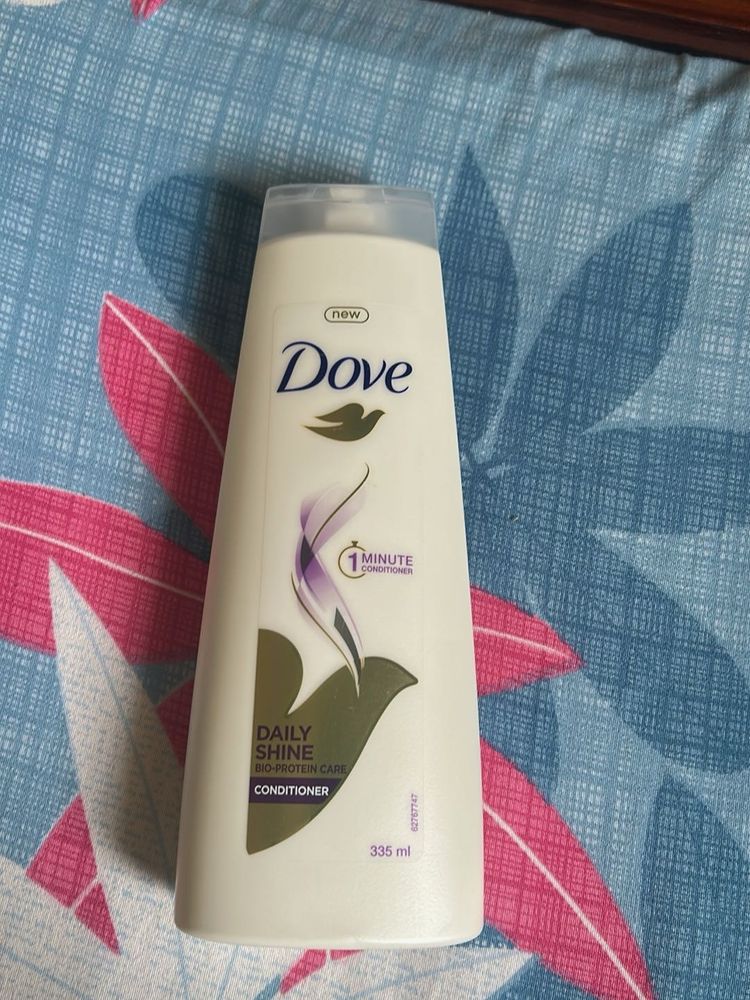 new
Dove
1 MINUTE
CONDITIONER
DAILY
SHINE
BIO-PROTEIN CARE
CONDITIONER
62767747
335 ml